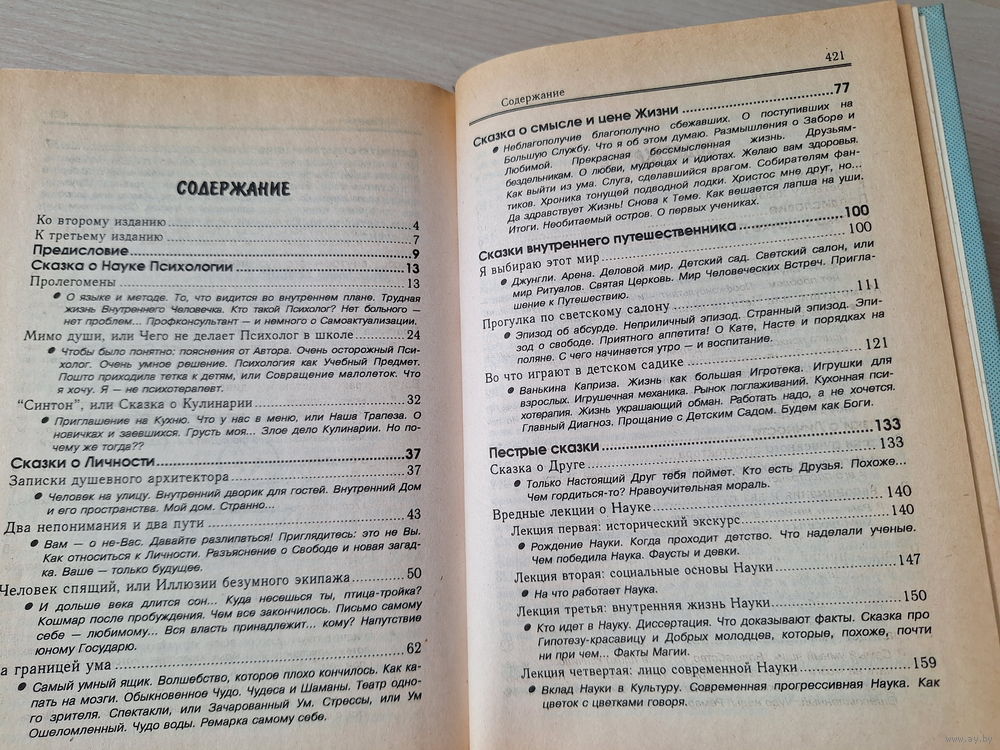 СОДЕРЖАНИЕ
Ко второму изданию 4
К третьему изданию 7
Предисловие 9
Сказка о Науке Психологии 13
Пролегомены 13
● О языке и методе. То, что видится во внутреннем плане. Трудная
жизнь Внутреннего Человечка. Кто такой Психолог? Нет больного —
нет проблем... Профконсультант — и немного о Самоактуализации.
Мимо души, или Чего не делает Психолог в школе 24
● Чтобы было понятно: пояснения от Автора. Очень осторожный Пси-
холог. Очень умное решение. Психология как Учебный Предмет.
Пошто приходила тетка к детям, или Совращение малолеток. Что
я хочу. Я — не психотерапевт.
“Синтон”, или Сказка о Кулинарии 32
● Приглашение на Кухню. Что у нас в меню, или Наша Трапеза. О
новичках и заевшихся. Грусть моя... Злое дело Кулинарии. Но по-
чему же тогда??
Сказки о Личности 37
Записки душевного архитектора 37
● Человек на улицу. Внутренний дворик для гостей. Внутренний Дом
и его пространства. Мой дом. Странно...
Два непонимания и два пути 43
● Вам — о не-Вас. Давайте разлипаться! Приглядитесь: это не Вы.
Как относиться к Личности. Разъяснение о Свободе и новая загад-
ка. Ваше — только будущее.
Человек спящий, или Иллюзии безумного экипажа 50
● И дольше века длится сон... Куда несешься ты, птица-тройка?
Кошмар после пробуждения. Чем все закончилось. Письмо самому
себе — любимому... Вся власть принадлежит... кому? Напутствие
юному Государю.
а границей ума 62
● Самый умный ящик. Волшебство, которое плохо кончилось. Как ка-
пать на мозги. Обыкновенное Чудо. Чудеса и Шаманы. Театр одно-
го зрителя. Спектакли, или Зачарованный Ум. Стрессы, или Ум
Ошеломленный. Чудо воды. Ремарка самому себе.
Содержание 421
Сказка о смысле и цене Жизни 77
● Неблагополучие благополучно сбежавших. О поступивших на
Большую Службу. Что я об этом думаю. Размышления о Заборе и
Любимой. Прекрасная бессмысленная жизнь. Друзьям-
бездельникам. О любви, мудрецах и идиотах. Желаю вам здоровья.
Как выйти из ума. Слуга, сделавшийся врагом. Собирателям фан-
тиков. Хроника тонущей подводной лодки. Христос мне друг, но...
Да здравствует Жизнь! Снова к Теме. Как вешается лапша на уши.
Итоги. Необитаемый остров. О первых учениках.
Сказки внутреннего путешественника 100
Я выбираю этот мир 100
● Джунгли. Арена. Деловой мир. Детский сад. Светский салон, или
мир Ритуалов. Святая Церковь. Мир Человеческих Встреч. Пригла-
шение к Путешествию.
Прогулка по светскому салону 111
● Эпизод об абсурде. Неприличный эпизод. Странный эпизод. Эпи-
зод о свободе. Приятного аппетита! О Кате, Насте и порядках на
поляне. С чего начинается утро — и воспитание.
Во что играют в детском садике 121
● Ванькина Каприза. Жизнь как большая Игротека. Игрушки для
взрослых. Игрушечная механика. Рынок поглаживаний. Кухонная пси-
хотерапия. Жизнь украшающий обман. Работать надо, а не хочется.
Главный Диагноз. Прощание с Детским Садом. Будем как Боги.
Пестрые сказки 133
Сказка о Друге 133
● Только Настоящий Друг тебя поймет. Кто есть Друзья. Похоже...
Чем гордиться-то? Нравоучительная мораль.
Вредные лекции о Науке 140
Лекция первая: исторический экскурс 140
● Рождение Науки. Когда проходит детство. Что наделали ученые.
Чем победила Наука. Фаусты и девки.
Лекция вторая: социальные основы Науки 147
● На что работает Наука.
Лекция третья: внутренняя жизнь Науки 150
● Кто идет в Науку. Диссертация. Что доказывают факты. Сказка про
Гипотезу-красавицу и Добрых молодцев, которые, похоже, почти
ни при чем... Факты Магии.
Лекция четвертая: лицо современной Науки 159
● Вклад Науки в Культуру. Современная прогрессивная Наука. Как
цветок с цветками говоря.
www.ay.by